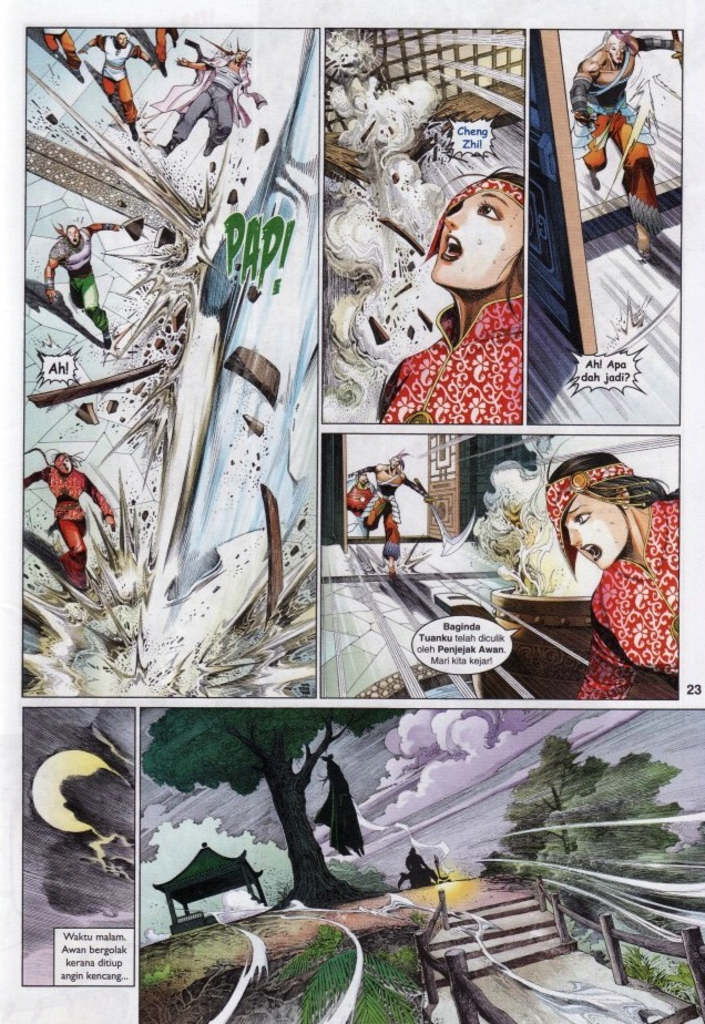 PAPI
E
Ah!
Cheng
Zhi!
Ah! Apa
dah jadi?
Baginda
Tuanku telah diculik
oleh Penjejak Awan.
Mari kita kejar!
23
Waktu malam.
Awan bergolak
kerana ditiup
angin kencang...